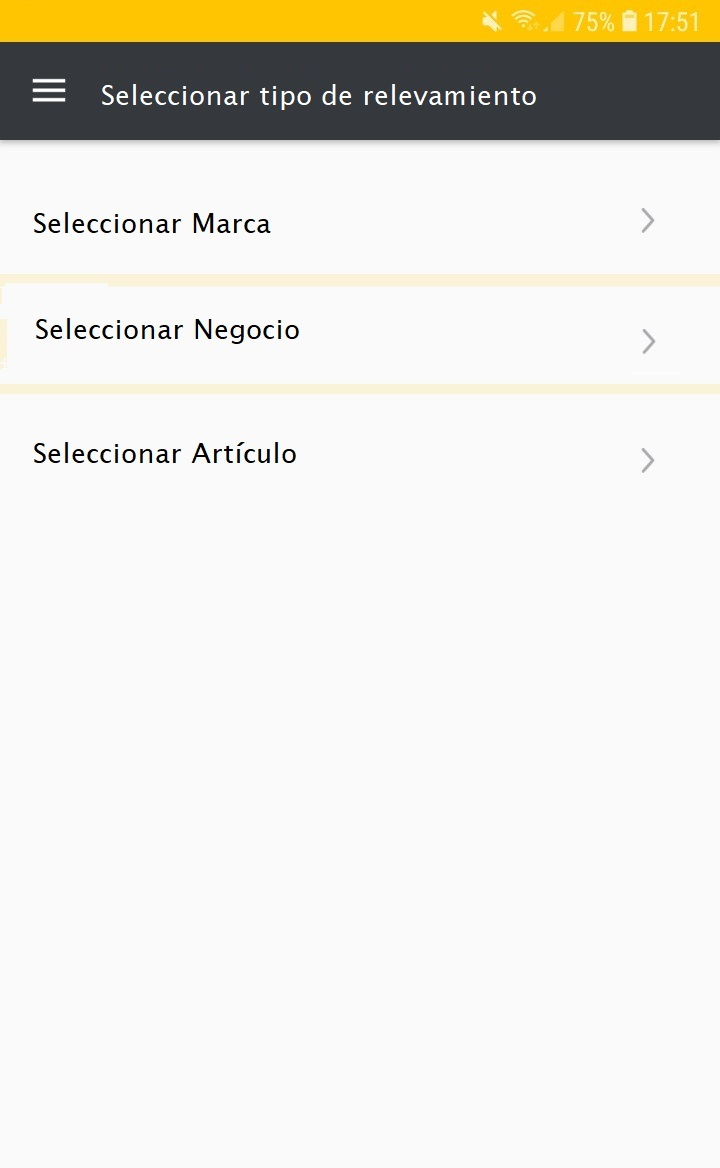 75% 17:51
Seleccionar tipo de relevamiento
Seleccionar Marca
Seleccionar Negocio
Seleccionar Artículo